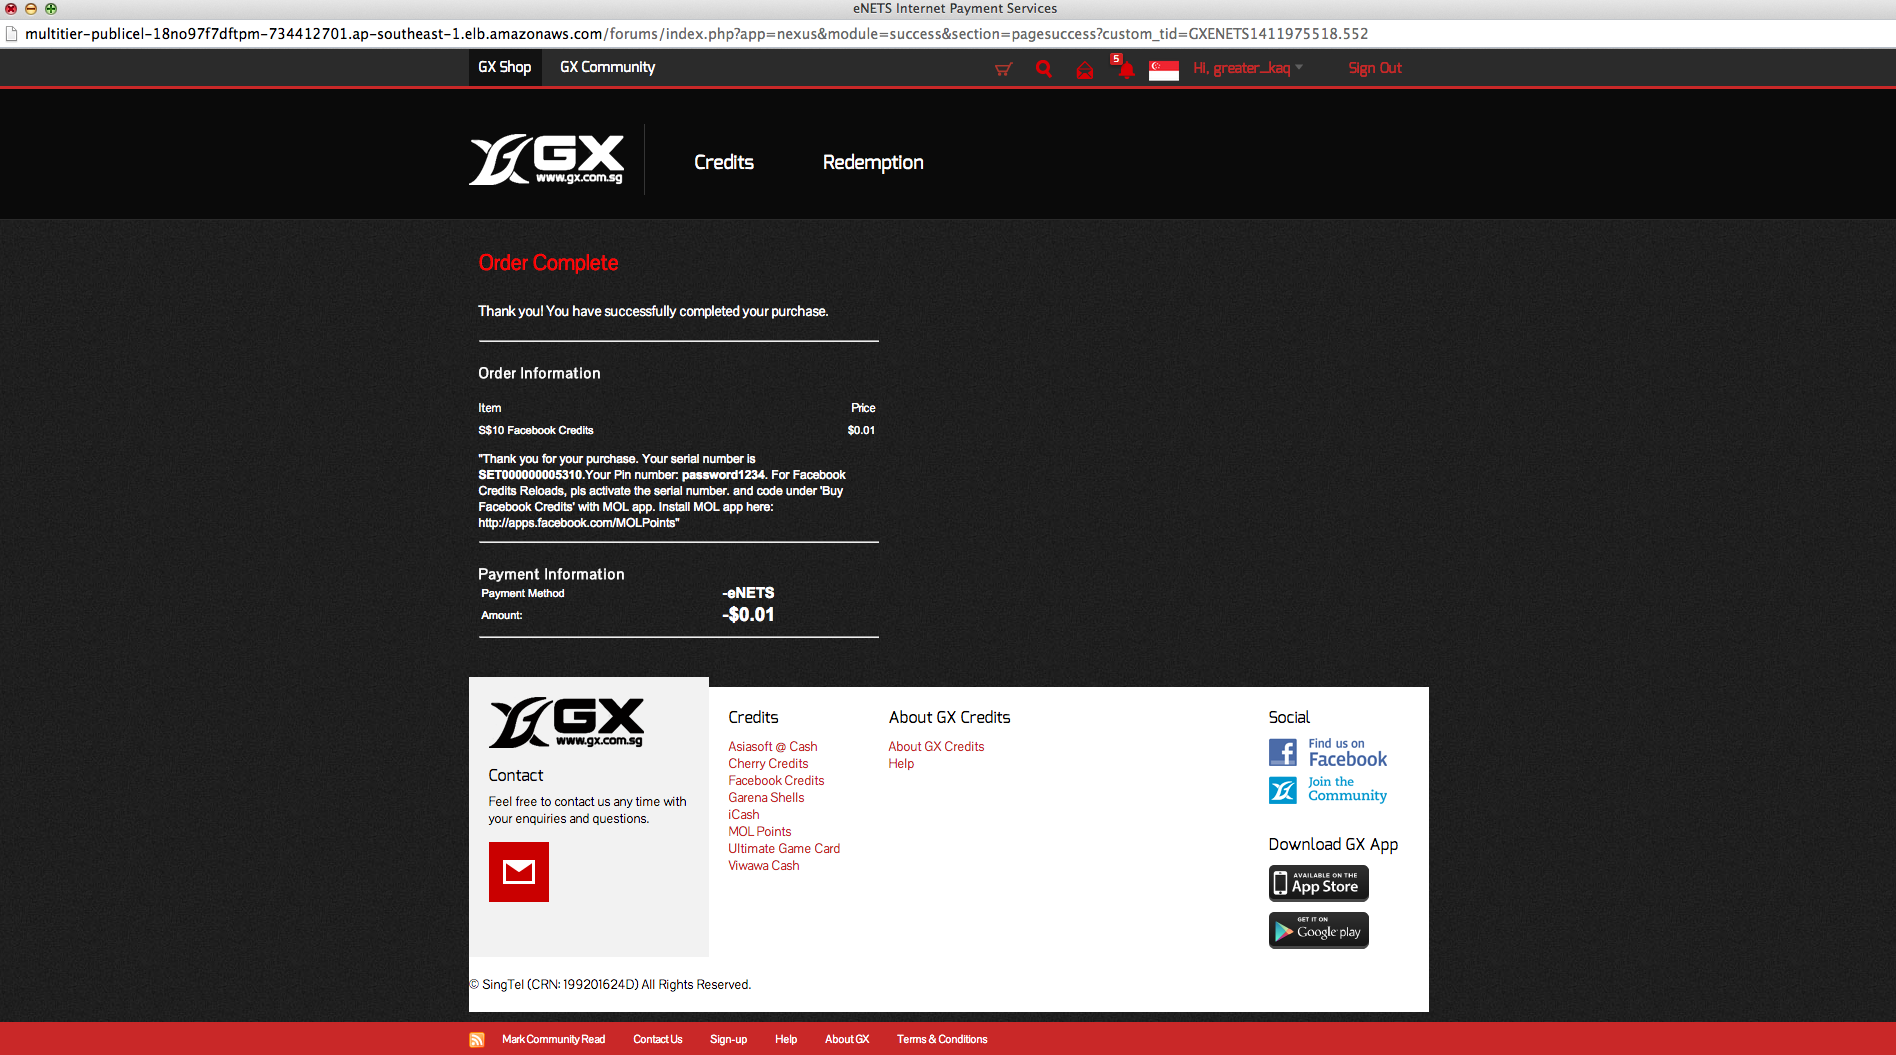 eNETS Internet Payment Services
multitier-publicel-18no97f7dftpm-734412701.ap-southeast-1.elb.amazonaws.com/forums/index.php?app=nexus&module=success&section=pagesuccess?custom_tid=GXENETS1411975518.552
GX Shop GX Community 5 Hi, greater_kaq Sign Out
GX
www.gx.com.sg
Credits Redemption
Order Complete
Thank you! You have successfully completed your purchase.
Order Information
Item Price
S$10 Facebook Credits $0.01
"Thank you for your purchase. Your serial number is
SET000000005310.Your Pin number: password1234. For Facebook
Credits Reloads, pls activate the serial number. and code under 'Buy
Facebook Credits' with MOL app. Install MOL app here:
http://apps.facebook.com/MOLPoints"
Payment Information
Payment Method -eNETS
Amount: -$0.01
GX
www.gx.com.sg
Contact
Feel free to contact us any time with
your enquiries and questions.
Credits
Asiasoft @ Cash
Cherry Credits
Facebook Credits
Garena Shells
iCash
MOL Points
Ultimate Game Card
Viwawa Cash
About GX Credits
About GX Credits
Help
Social
Find us on
Facebook
Join the
Community
Download GX App
AVAILABLE ON THE
App Store
GET IT ON
Google play
© SingTel (CRN: 199201624D) All Rights Reserved.
Mark Community Read Contact Us Sign-up Help About GX Terms & Conditions